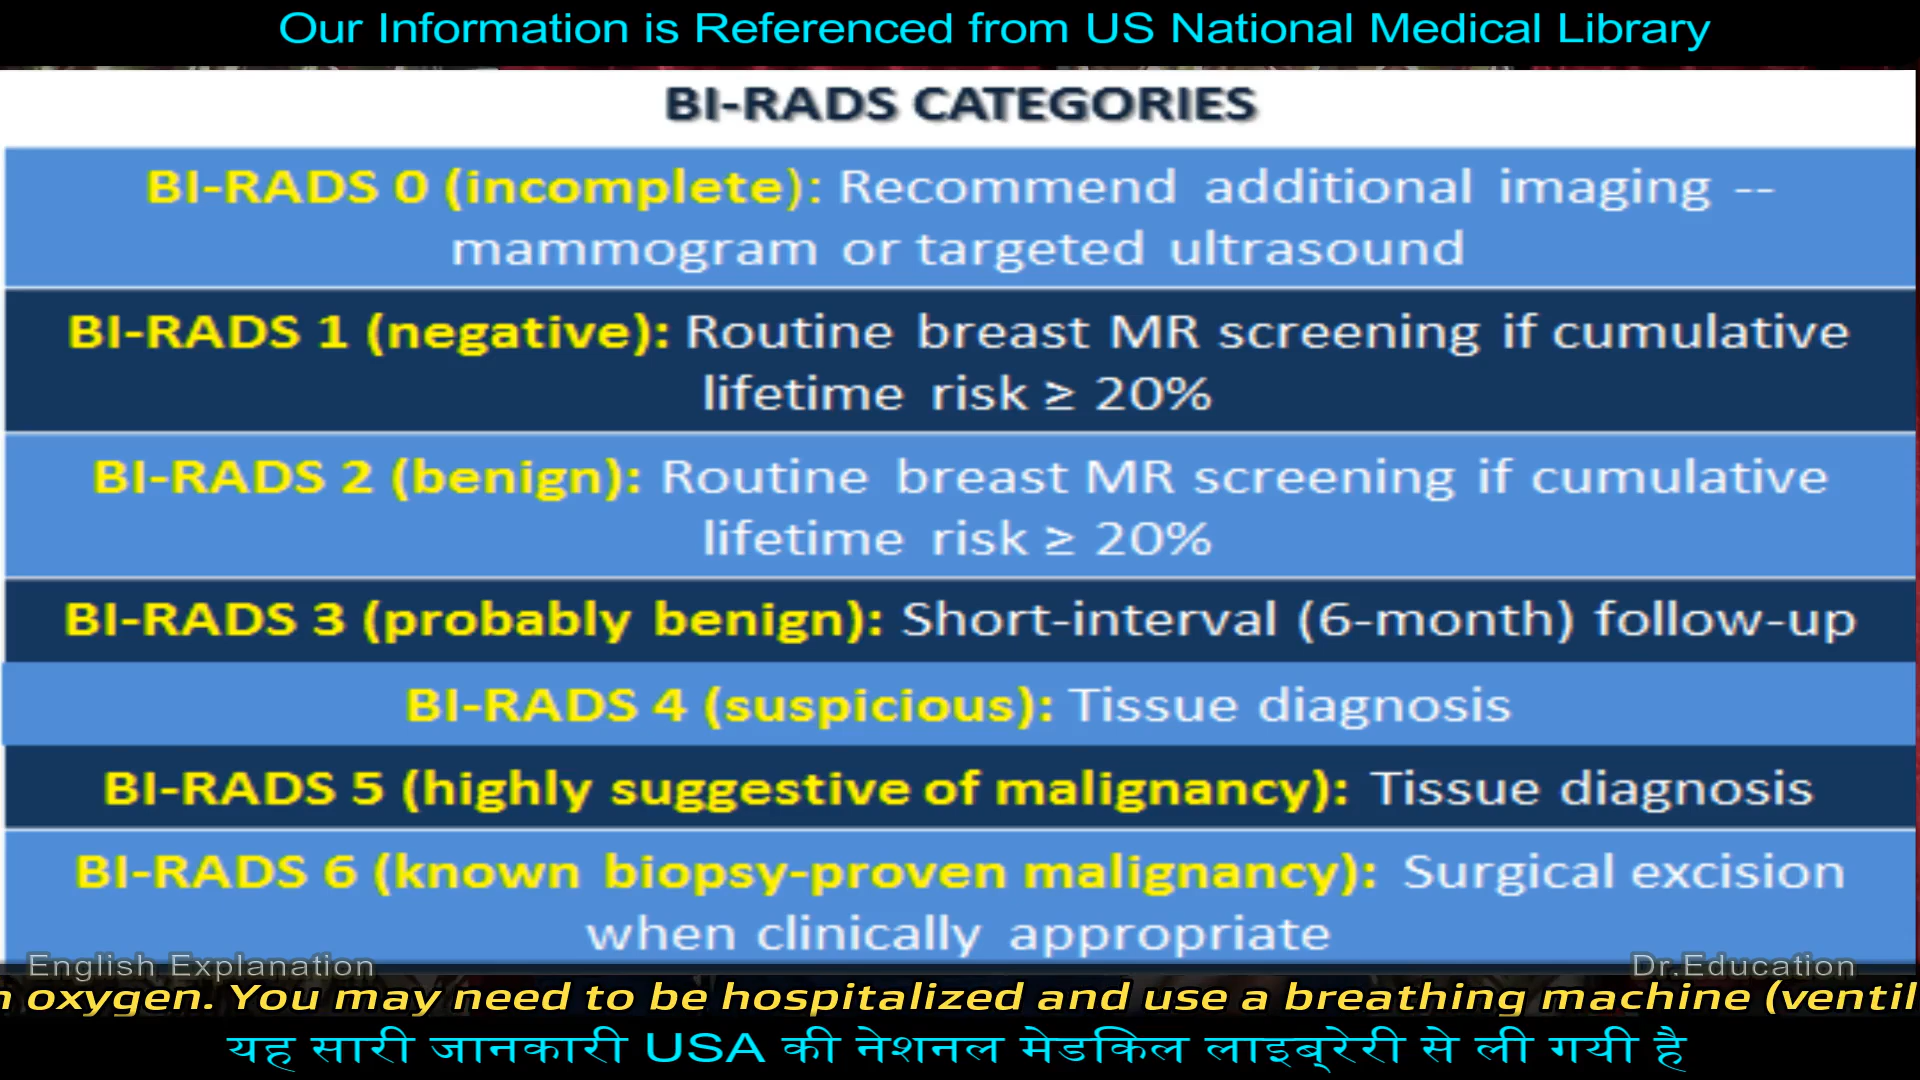 Our Information is Referenced from US National Medical Library
BI-RADS CATEGORIES
BI-RADS 0 (incomplete): Recommend additional imaging --
mammogram or targeted ultrasound
BI-RADS 1 (negative): Routine breast MR screening if cumulative
lifetime risk ≥ 20%
BI-RADS 2 (benign): Routine breast MR screening if cumulative
lifetime risk ≥ 20%
BI-RADS 3 (probably benign): Short-interval (6-month) follow-up
BI-RADS 4 (suspicious): Tissue diagnosis
BI-RADS 5 (highly suggestive of malignancy): Tissue diagnosis
BI-RADS 6 (known biopsy-proven malignancy): Surgical excision
when clinically appropriate
English Explanation
Dr.Education
oxygen. You may need to be hospitalized and use a breathing machine (ventil
यह सारी जानकारी USA की नेशनल मेडिकल लाइब्रेरी से ली गयी है